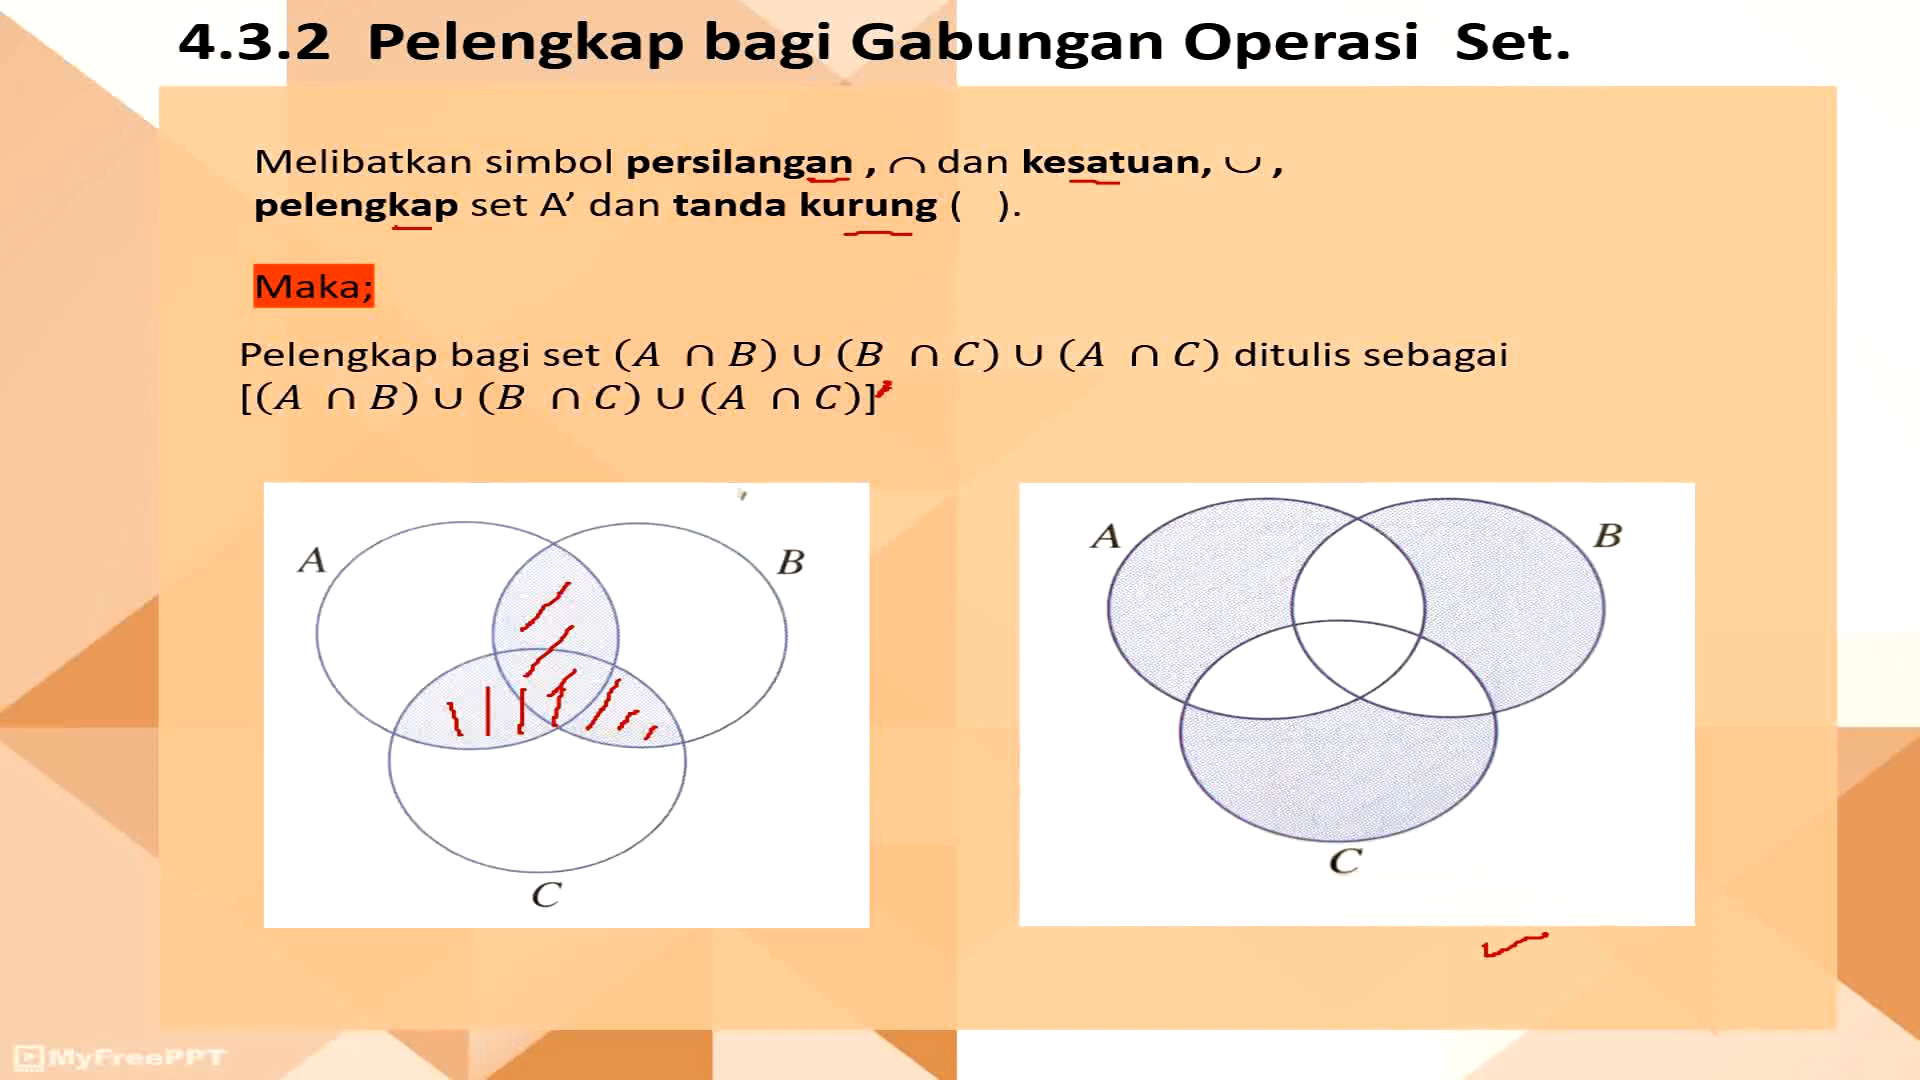 4.3.2 Pelengkap bagi Gabungan Operasi Set.
Melibatkan simbol persilangan , ∩ dan kesatuan, ∪ ,
pelengkap set A’ dan tanda kurung ( ).
Maka;
Pelengkap bagi set (A ∩ B) ∪ (B ∩ C) ∪ (A ∩ C) ditulis sebagai
[(A ∩ B) ∪ (B ∩ C) ∪ (A ∩ C)]'
A
B
C
A
B
C
MyFreePPT